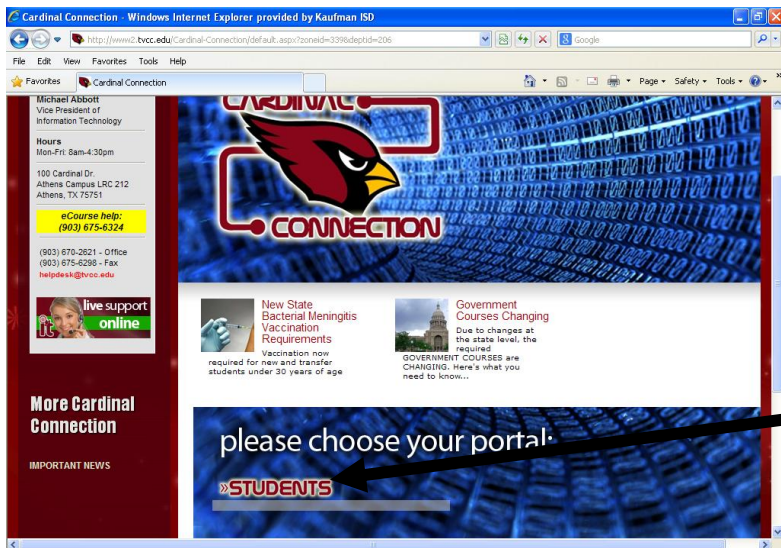 Cardinal Connection - Windows Internet Explorer provided by Kaufman ISD
http://www2.tvcc.edu/Cardinal-Connection/default.aspx?zoneid=339&deptid=206
Google
File Edit View Favorites Tools Help
Favorites Cardinal Connection Page Safety Tools
Michael Abbott
Vice President of
Information Technology
Hours
Mon-Fri: 8am-4:30pm
100 Cardinal Dr.
Athens Campus LRC 212
Athens, TX 75751
eCourse help:
(903) 675-6324
(903) 670-2621 - Office
(903) 675-6298 - Fax
helpdesk@tvcc.edu
it live support
online
More Cardinal
Connection
IMPORTANT NEWS
CARDINAL
CONNECTION
New State
Bacterial Meningitis
Vaccination
Requirements
Vaccination now
required for new and transfer
students under 30 years of age
Government
Courses Changing
Due to changes at
the state level, the
required
GOVERNMENT COURSES are
CHANGING. Here's what you
need to know...
please choose your portal:
»STUDENTS